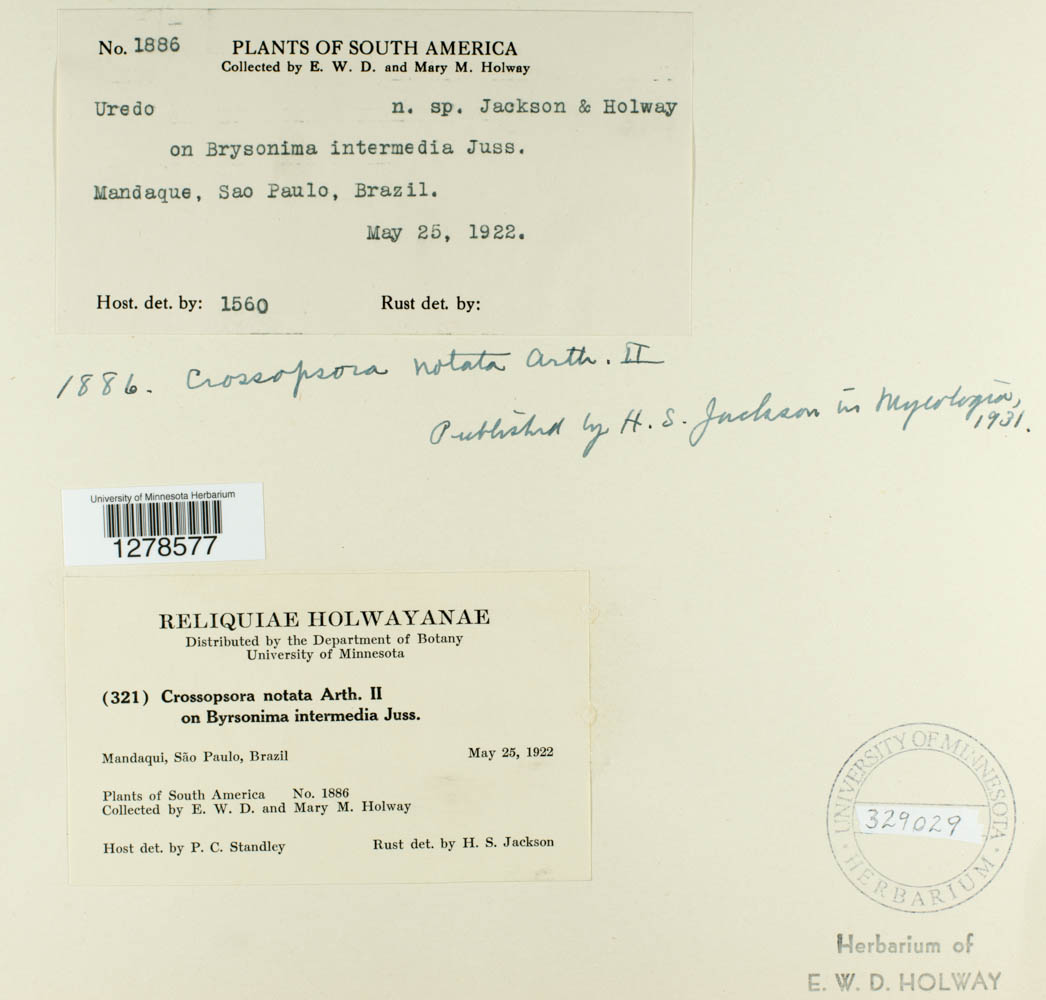 No. 1886 PLANTS OF SOUTH AMERICA
Collected by E. W. D. and Mary M. Holway
Uredo n. sp. Jackson & Holway
on Brysonima intermedia Juss.
Mandaque, Sao Paulo, Brazil.
May 25, 1922.
Host. det. by: 1560 Rust det. by:
1886. Crossopsora notata Arth. II
Published by H. S. Jackson in Mycologia,
1931.
University of Minnesota Herbarium
1278577
RELIQUIAE HOLWAYANAE
Distributed by the Department of Botany
University of Minnesota
(321) Crossopsora notata Arth. II
on Byrsonima intermedia Juss.
Mandaqui, São Paulo, Brazil May 25, 1922
Plants of South America No. 1886
Collected by E. W. D. and Mary M. Holway
Host det. by P. C. Standley Rust det. by H. S. Jackson
UNIVERSITY OF MINNESOTA
329029
· HERBARIUM ·
Herbarium of
E. W. D. HOLWAY